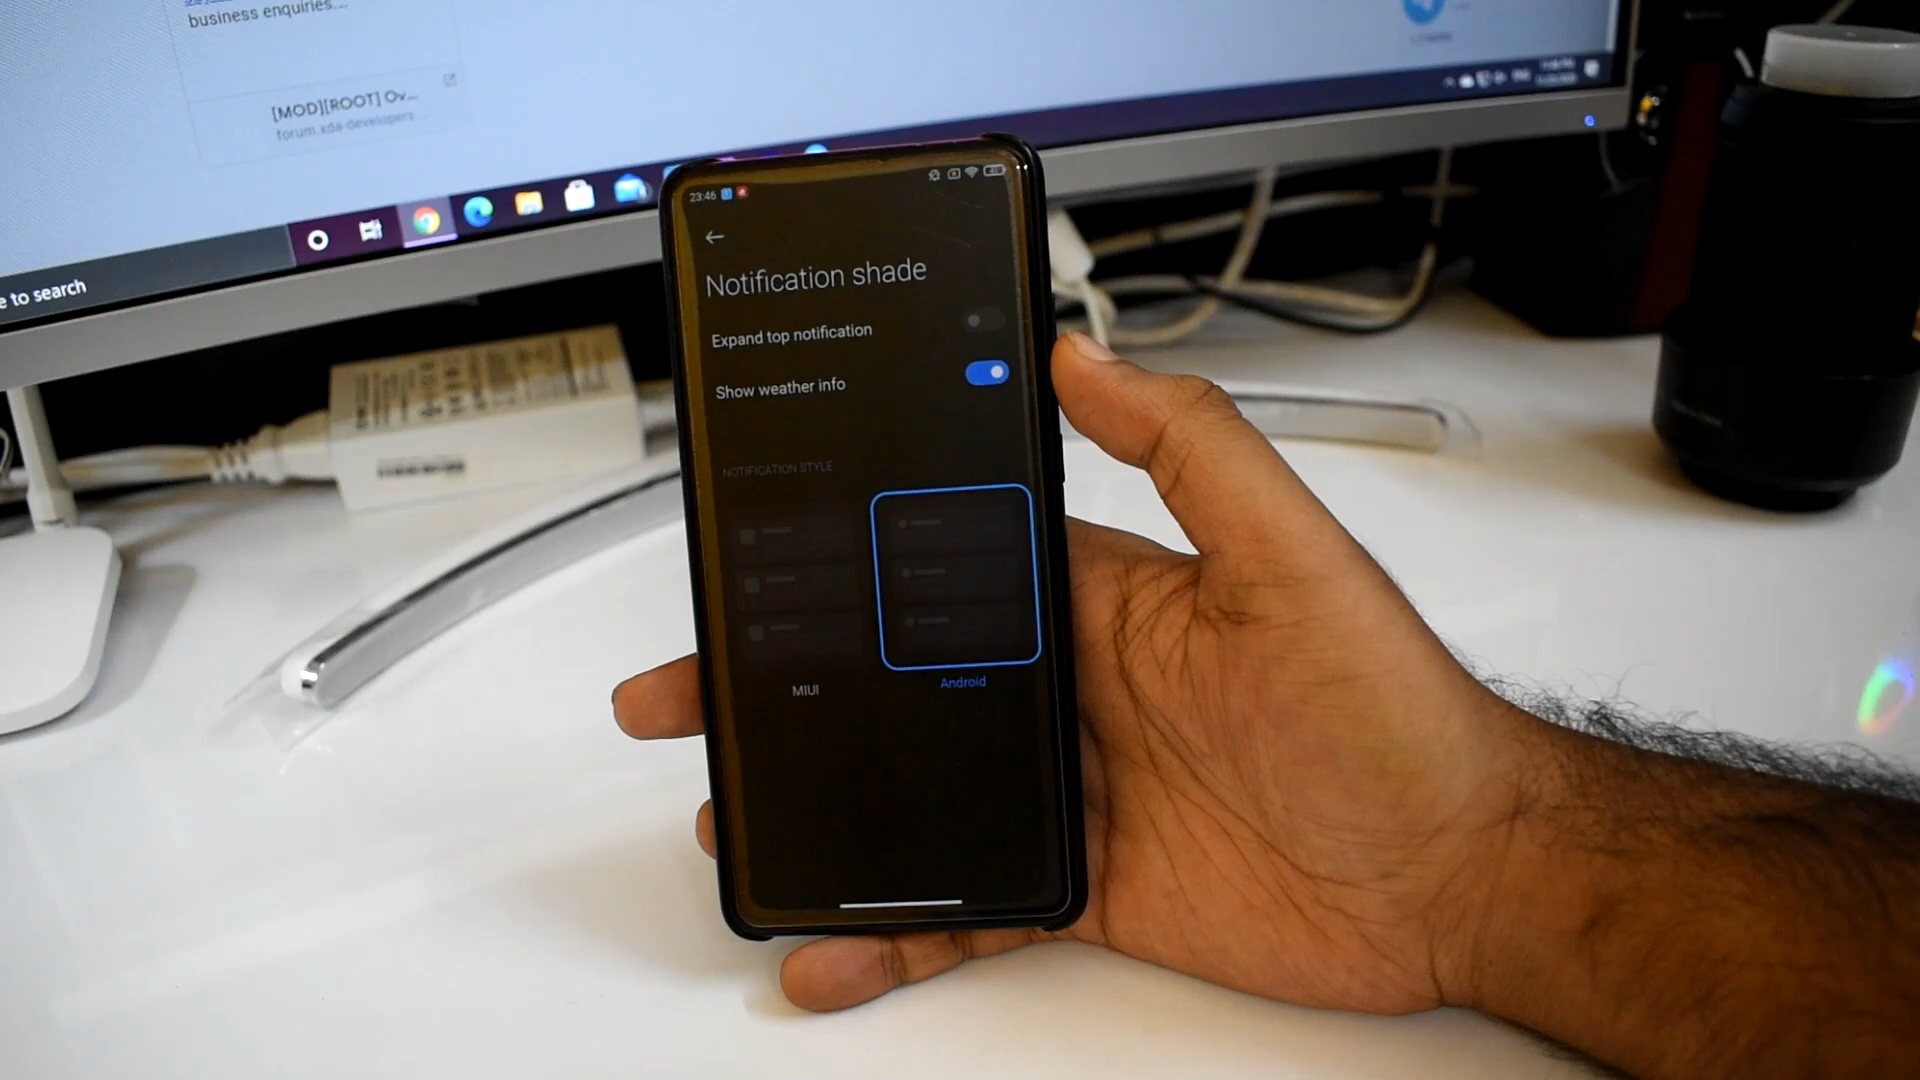 business enquiries....
[MOD][ROOT] Ov...
forum.xda-developers...
e to search
23:46
Notification shade
Expand top notification
Show weather info
NOTIFICATION STYLE
MIUI
Android